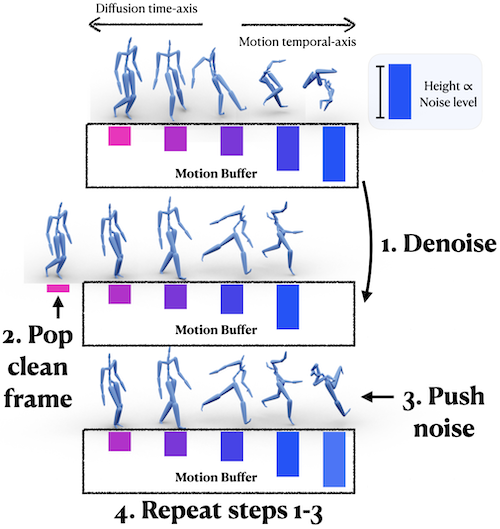 Diffusion time-axis
Motion temporal-axis
Height ∝
Noise level
Motion Buffer
1. Denoise
2. Pop
clean
frame
Motion Buffer
3. Push
noise
Motion Buffer
4. Repeat steps 1-3